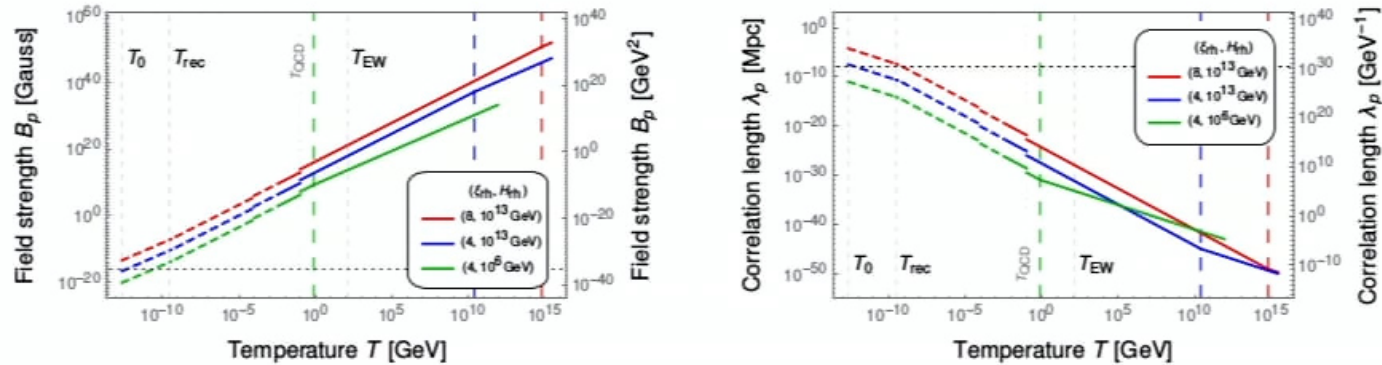 10^60
10^40
10^20
10^0
10^-20
Field strength B_p [Gauss]
T_0
T_rec
T_QCD
T_EW
(ξ_rh, H_rh)
(8, 10^13 GeV)
(4, 10^13 GeV)
(4, 10^6 GeV)
10^40
10^20
10^0
10^-20
10^-40
Field strength B_p [GeV^2]
10^-10 10^-5 10^0 10^5 10^10 10^15
Temperature T [GeV]
10^0
10^-10
10^-20
10^-30
10^-40
10^-50
Correlation length λ_p [Mpc]
(ξ_rh, H_rh)
(8, 10^13 GeV)
(4, 10^13 GeV)
(4, 10^6 GeV)
T_0
T_rec
T_QCD
T_EW
10^40
10^30
10^20
10^10
10^0
10^-10
Correlation length λ_p [GeV^-1]
10^-10 10^-5 10^0 10^5 10^10 10^15
Temperature T [GeV]